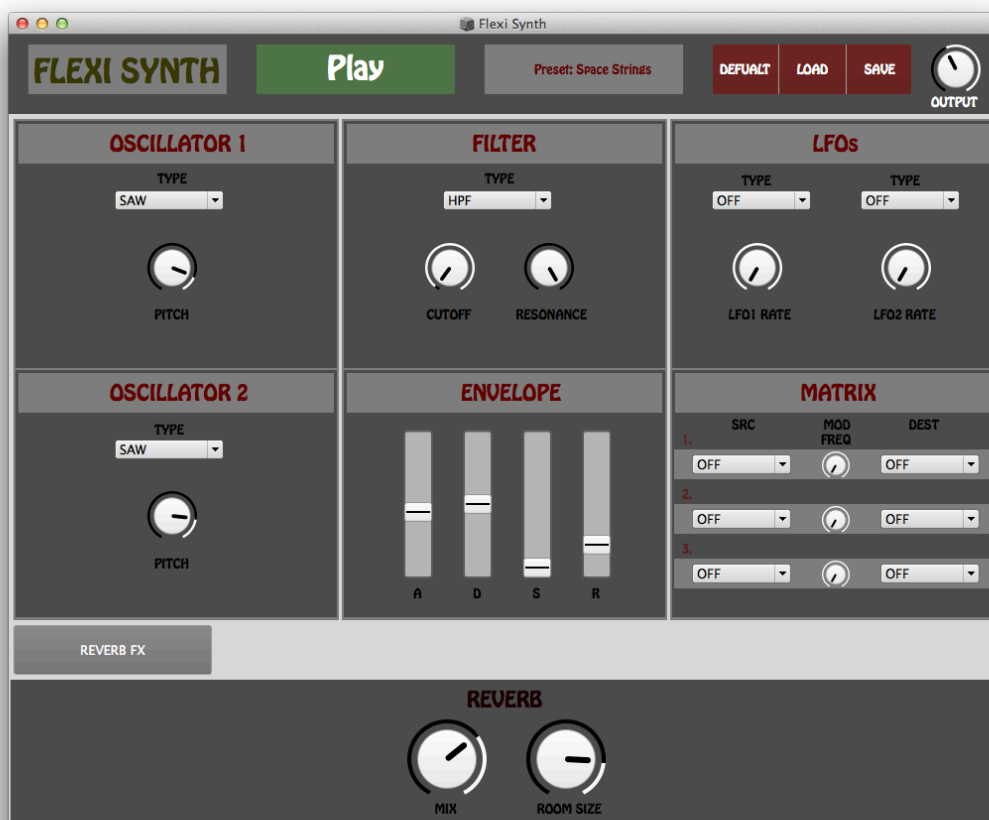 Flexi Synth
FLEXI SYNTH
Play
Preset: Space Strings
DEFUALT
LOAD
SAVE
OUTPUT
OSCILLATOR 1
TYPE
SAW
PITCH
FILTER
TYPE
HPF
CUTOFF RESONANCE
LFOs
TYPE TYPE
OFF OFF
LFO1 RATE LFO2 RATE
OSCILLATOR 2
TYPE
SAW
PITCH
ENVELOPE
A D S R
MATRIX
SRC MOD DEST
FREQ
1.
OFF OFF
2.
OFF OFF
3.
OFF OFF
REVERB FX
REVERB
MIX ROOM SIZE